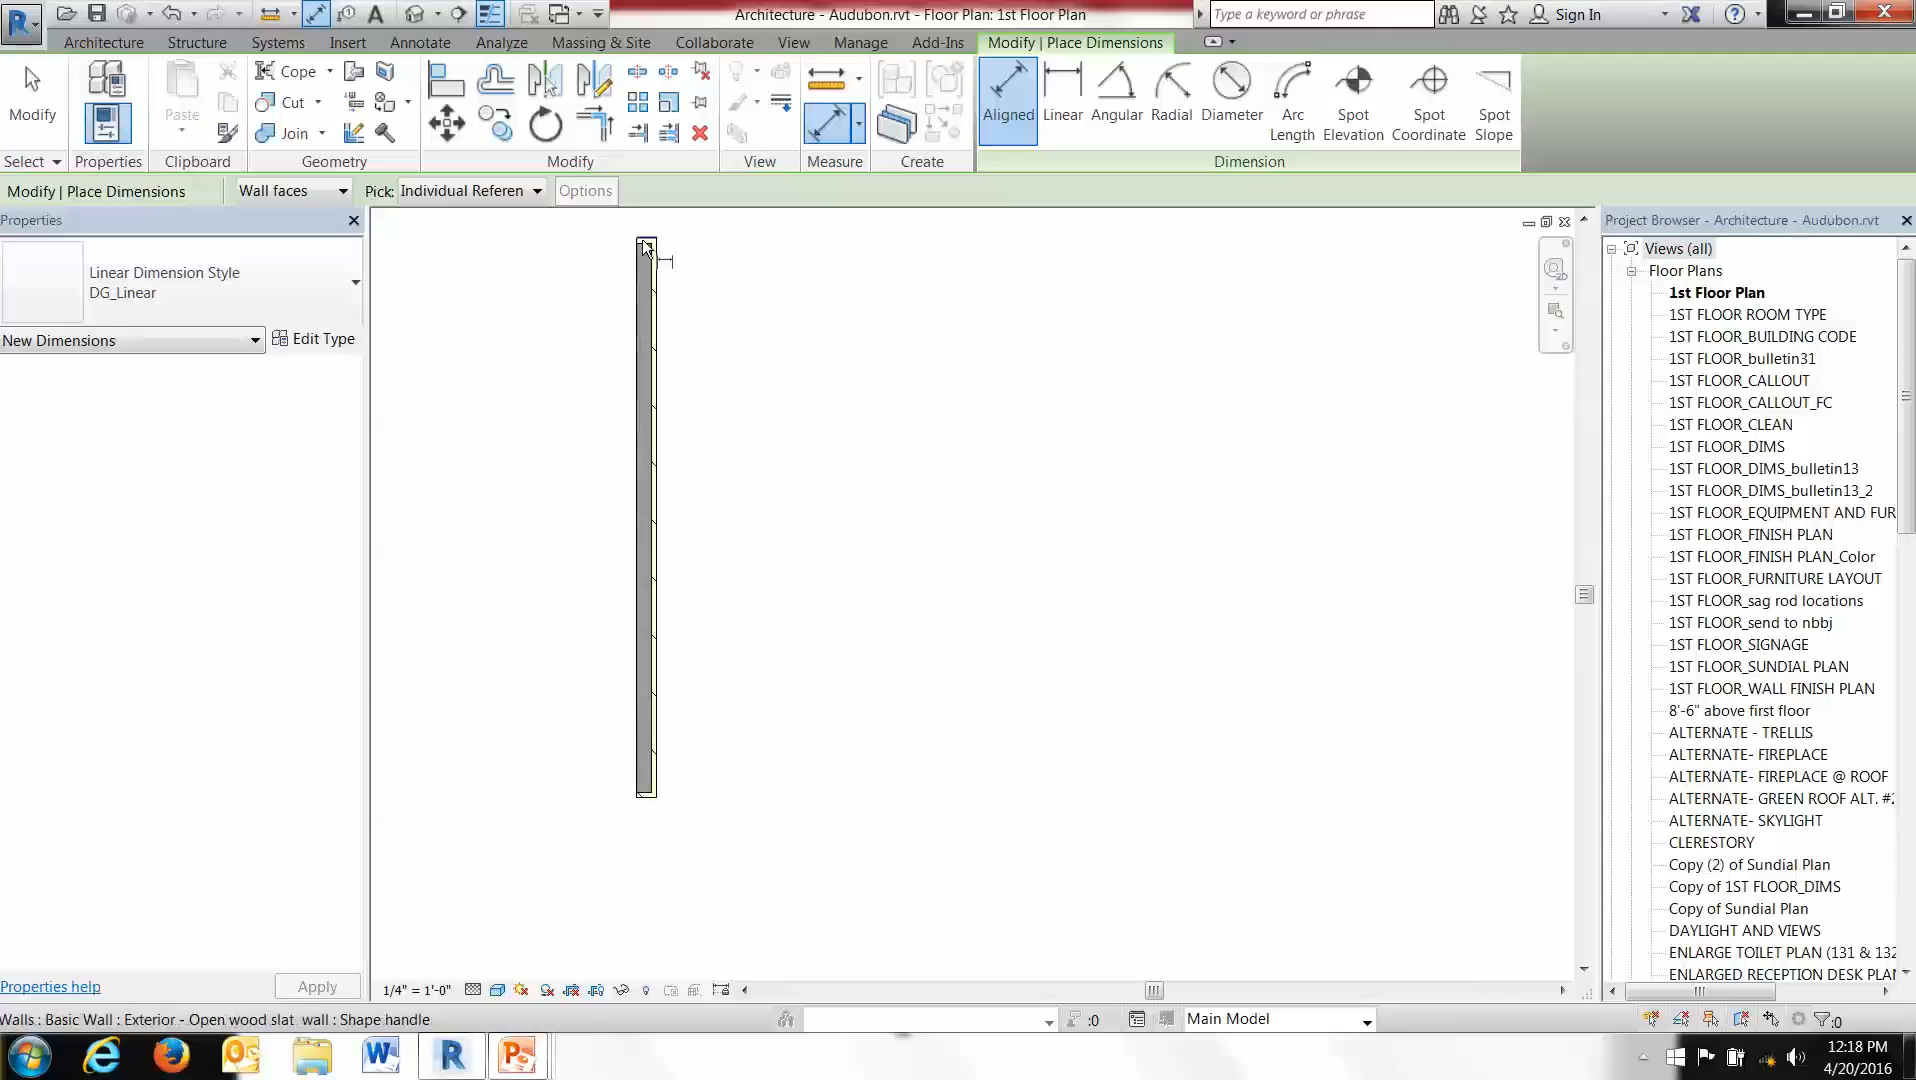 Architecture - Audubon.rvt - Floor Plan: 1st Floor Plan
Type a keyword or phrase
Sign In
Architecture Structure Systems Insert Annotate Analyze Massing & Site Collaborate View Manage Add-Ins Modify | Place Dimensions
Modify
Paste
Cope
Cut
Join
Aligned Linear Angular Radial Diameter Arc Length Spot Elevation Spot Coordinate Spot Slope
Select Properties Clipboard Geometry Modify View Measure Create Dimension
Modify | Place Dimensions Wall faces Pick: Individual Referen Options
Properties
Linear Dimension Style
DG_Linear
New Dimensions Edit Type
Properties help Apply
Project Browser - Architecture - Audubon.rvt
Views (all)
Floor Plans
1st Floor Plan
1ST FLOOR ROOM TYPE
1ST FLOOR_BUILDING CODE
1ST FLOOR_bulletin31
1ST FLOOR_CALLOUT
1ST FLOOR_CALLOUT_FC
1ST FLOOR_CLEAN
1ST FLOOR_DIMS
1ST FLOOR_DIMS_bulletin13
1ST FLOOR_DIMS_bulletin13_2
1ST FLOOR_EQUIPMENT AND FUR
1ST FLOOR_FINISH PLAN
1ST FLOOR_FINISH PLAN_Color
1ST FLOOR_FURNITURE LAYOUT
1ST FLOOR_sag rod locations
1ST FLOOR_send to nbbj
1ST FLOOR_SIGNAGE
1ST FLOOR_SUNDIAL PLAN
1ST FLOOR_WALL FINISH PLAN
8'-6" above first floor
ALTERNATE - TRELLIS
ALTERNATE- FIREPLACE
ALTERNATE- FIREPLACE @ ROOF
ALTERNATE- GREEN ROOF ALT. #2
ALTERNATE- SKYLIGHT
CLERESTORY
Copy (2) of Sundial Plan
Copy of 1ST FLOOR_DIMS
Copy of Sundial Plan
DAYLIGHT AND VIEWS
ENLARGE TOILET PLAN (131 & 132
ENLARGED RECEPTION DESK PLAN
1/4" = 1'-0"
Walls : Basic Wall : Exterior - Open wood slat wall : Shape handle
:0
Main Model
:0
12:18 PM
4/20/2016